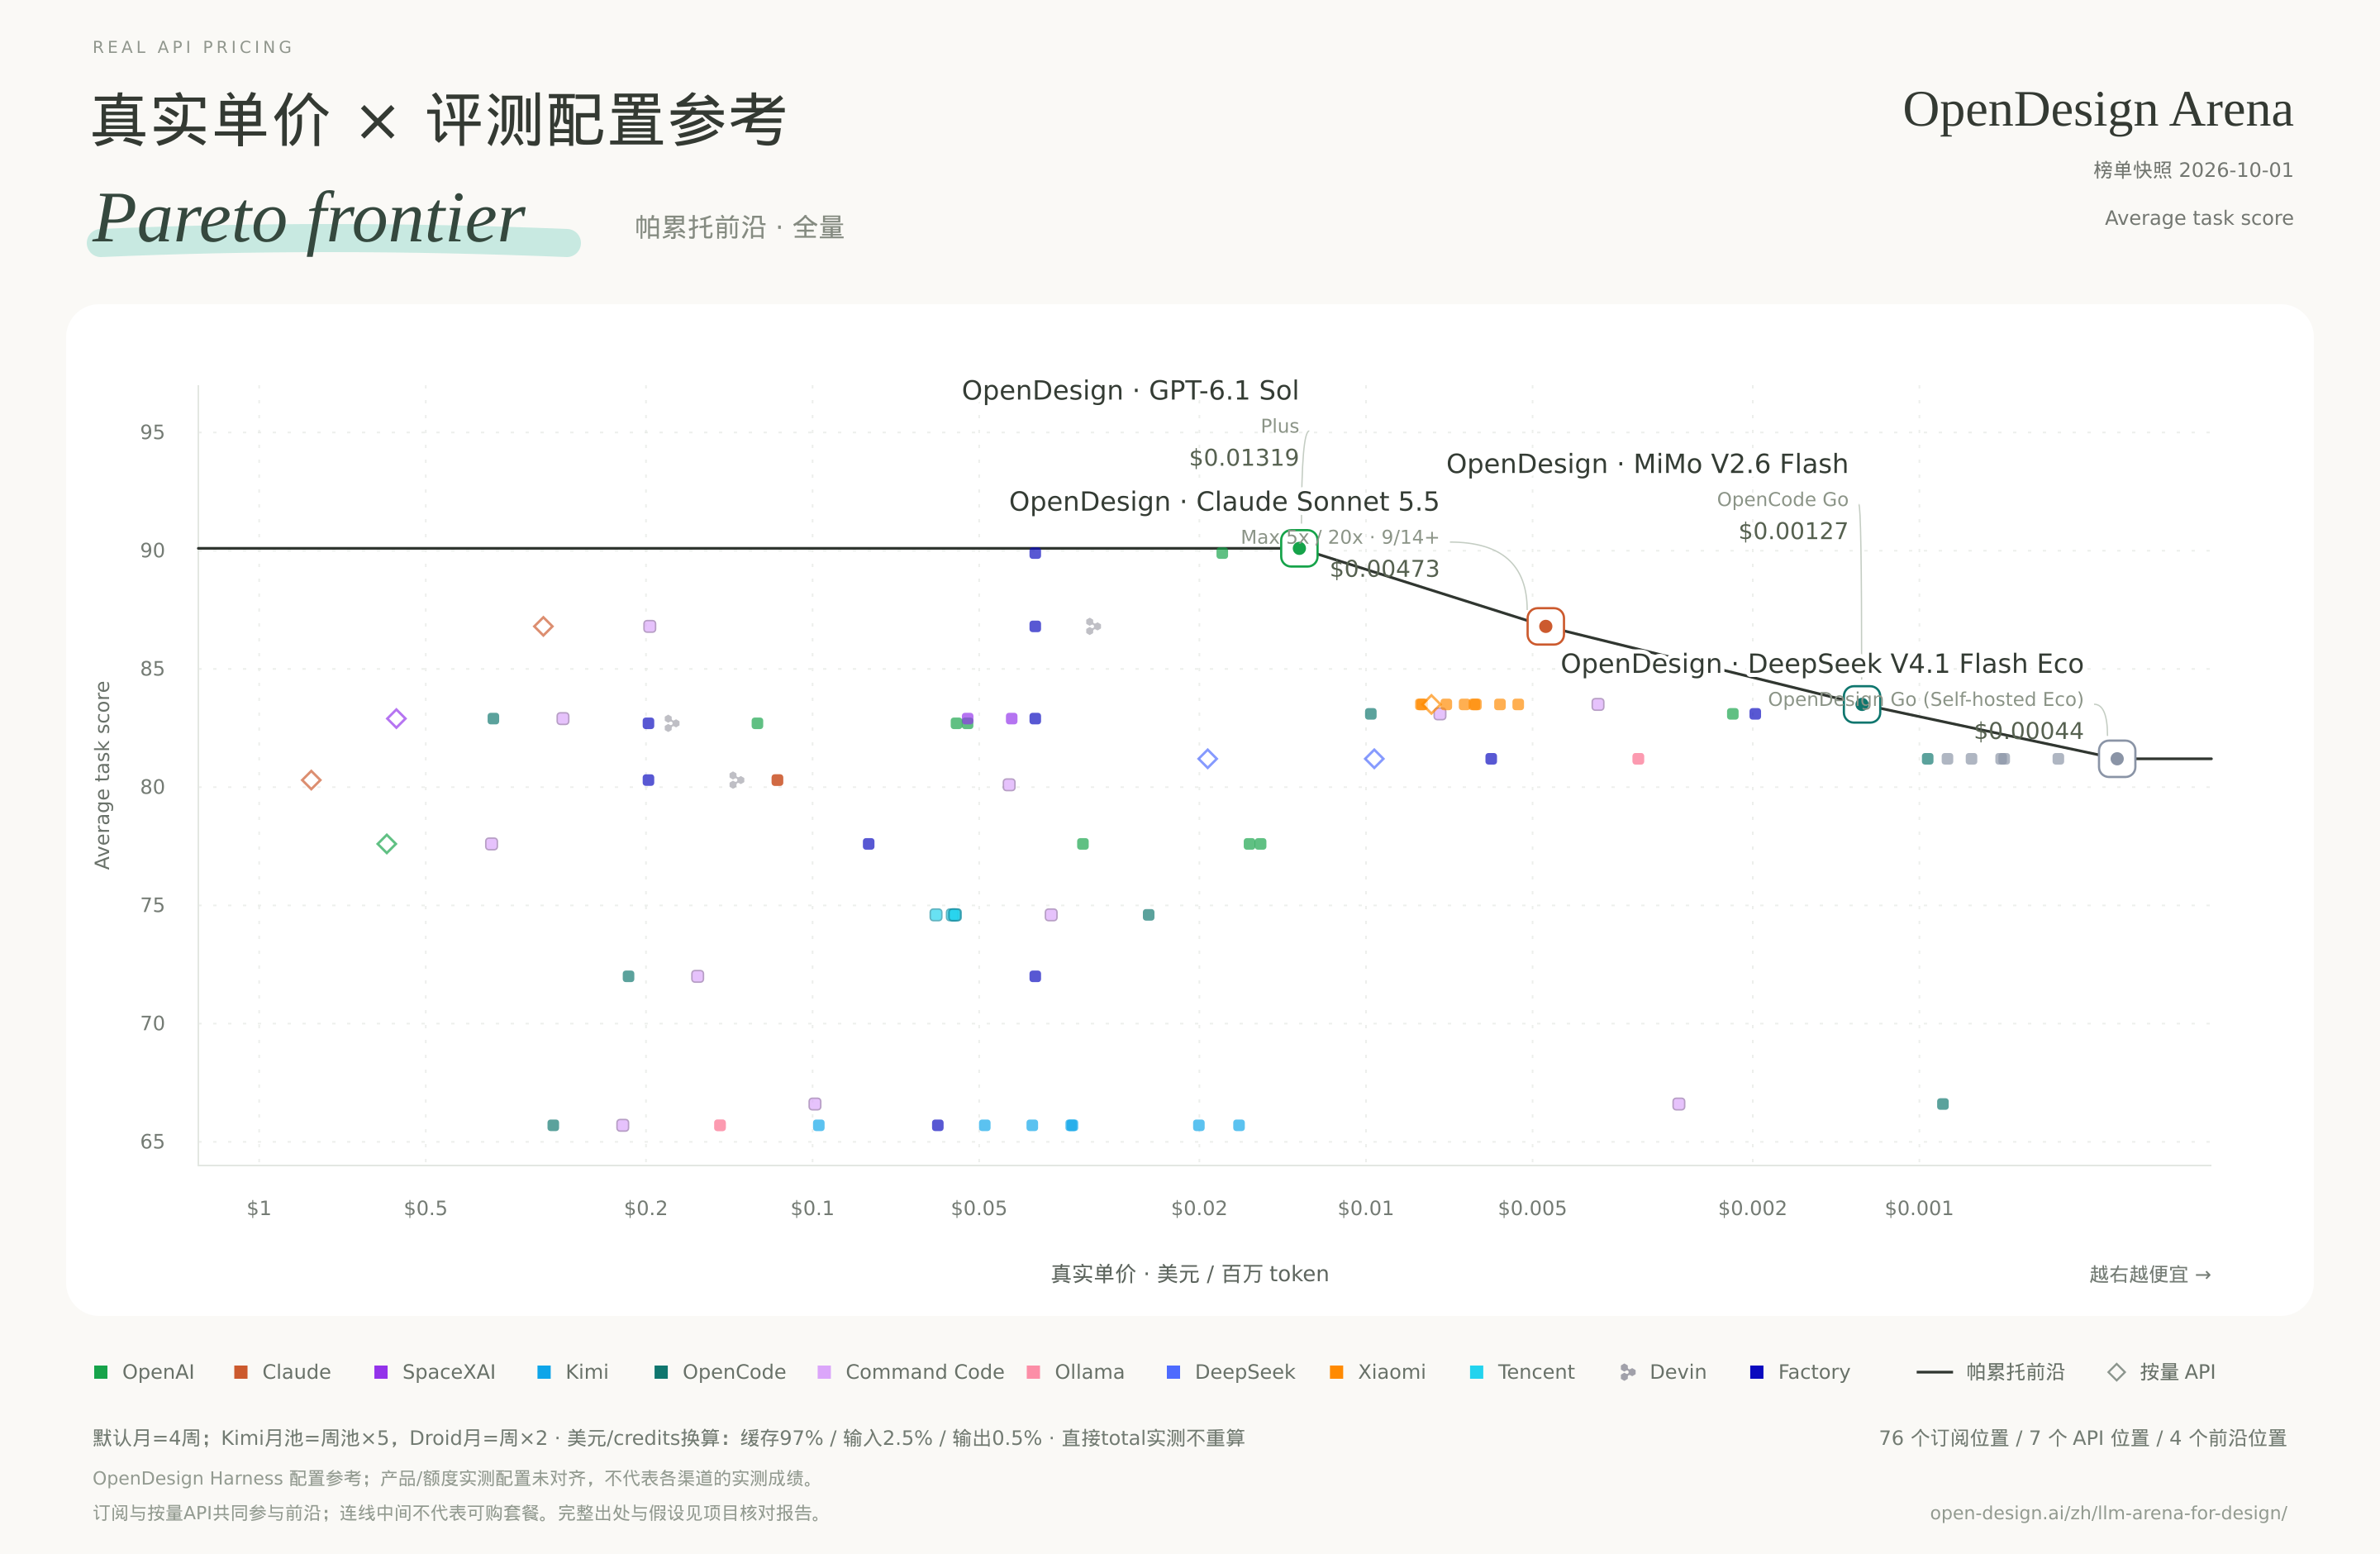 REAL API PRICING
真实单价 × 评测配置参考
Pareto frontier
帕累托前沿 · 全量
OpenDesign Arena
榜单快照 2026-10-01
Average task score
OpenDesign · GPT-6.1 Sol
Plus
$0.01319
OpenDesign · Claude Sonnet 5.5
Max 5x / 20x · 9/14+
$0.00473
OpenDesign · MiMo V2.6 Flash
OpenCode Go
$0.00127
OpenDesign · DeepSeek V4.1 Flash Eco
OpenDesign Go (Self-hosted Eco)
$0.00044
95
90
85
80
75
70
65
Average task score
$1
$0.5
$0.2
$0.1
$0.05
$0.02
$0.01
$0.005
$0.002
$0.001
真实单价 · 美元 / 百万 token
越右越便宜 →
OpenAI
Claude
SpaceXAI
Kimi
OpenCode
Command Code
Ollama
DeepSeek
Xiaomi
Tencent
Devin
Factory
帕累托前沿
按量 API
默认月=4周；Kimi月池=周池×5，Droid月=周×2 · 美元/credits换算：缓存97% / 输入2.5% / 输出0.5% · 直接total实测不重算
76 个订阅位置 / 7 个 API 位置 / 4 个前沿位置
OpenDesign Harness 配置参考；产品/额度实测配置未对齐，不代表各渠道的实测成绩。
订阅与按量API共同参与前沿；连线中间不代表可购套餐。完整出处与假设见项目核对报告。
open-design.ai/zh/llm-arena-for-design/